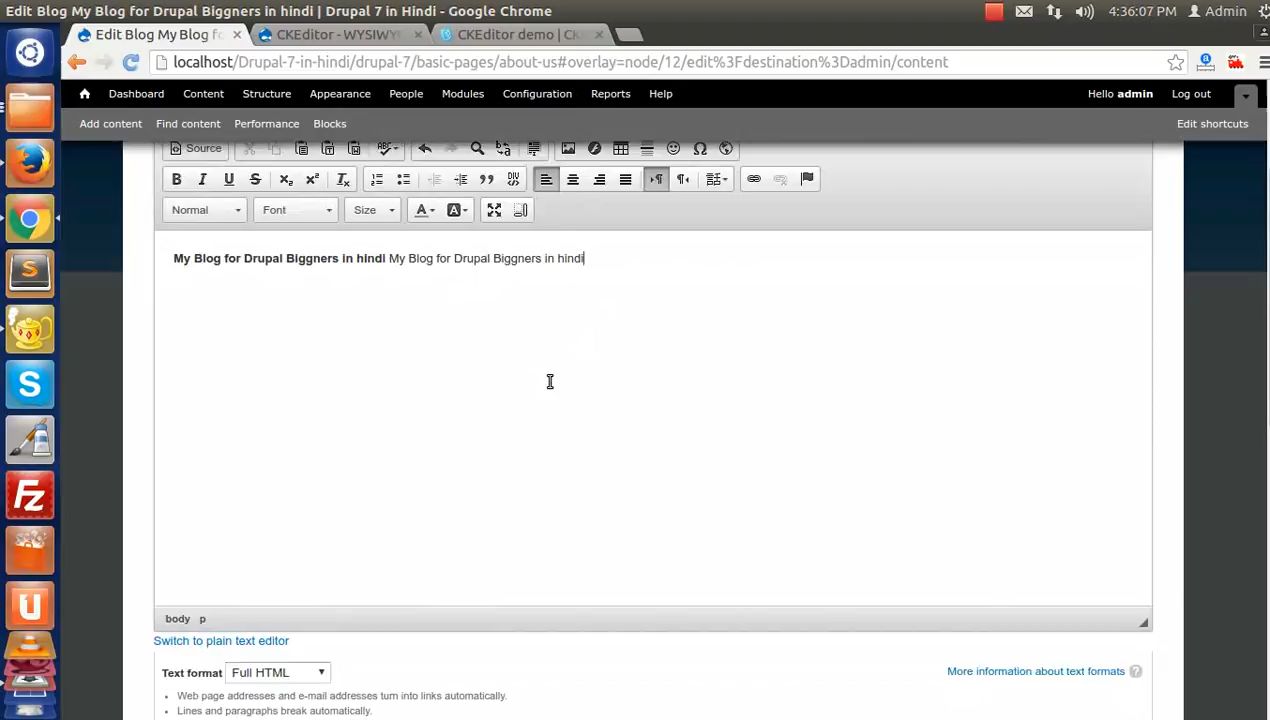 Edit Blog My Blog for Drupal Biggners in hindi | Drupal 7 in Hindi - Google Chrome
4:36:07 PM Admin
Edit Blog My Blog fo
CKEditor - WYSIWY
CKEditor demo | CK
localhost/Drupal-7-in-hindi/drupal-7/basic-pages/about-us#overlay=node/12/edit%3Fdestination%3Dadmin/content
Dashboard Content Structure Appearance People Modules Configuration Reports Help Hello admin Log out
Add content Find content Performance Blocks Edit shortcuts
Source
Normal Font Size
My Blog for Drupal Biggners in hindi My Blog for Drupal Biggners in hindi
body p
Switch to plain text editor
Text format Full HTML More information about text formats ?
Web page addresses and e-mail addresses turn into links automatically.
Lines and paragraphs break automatically.